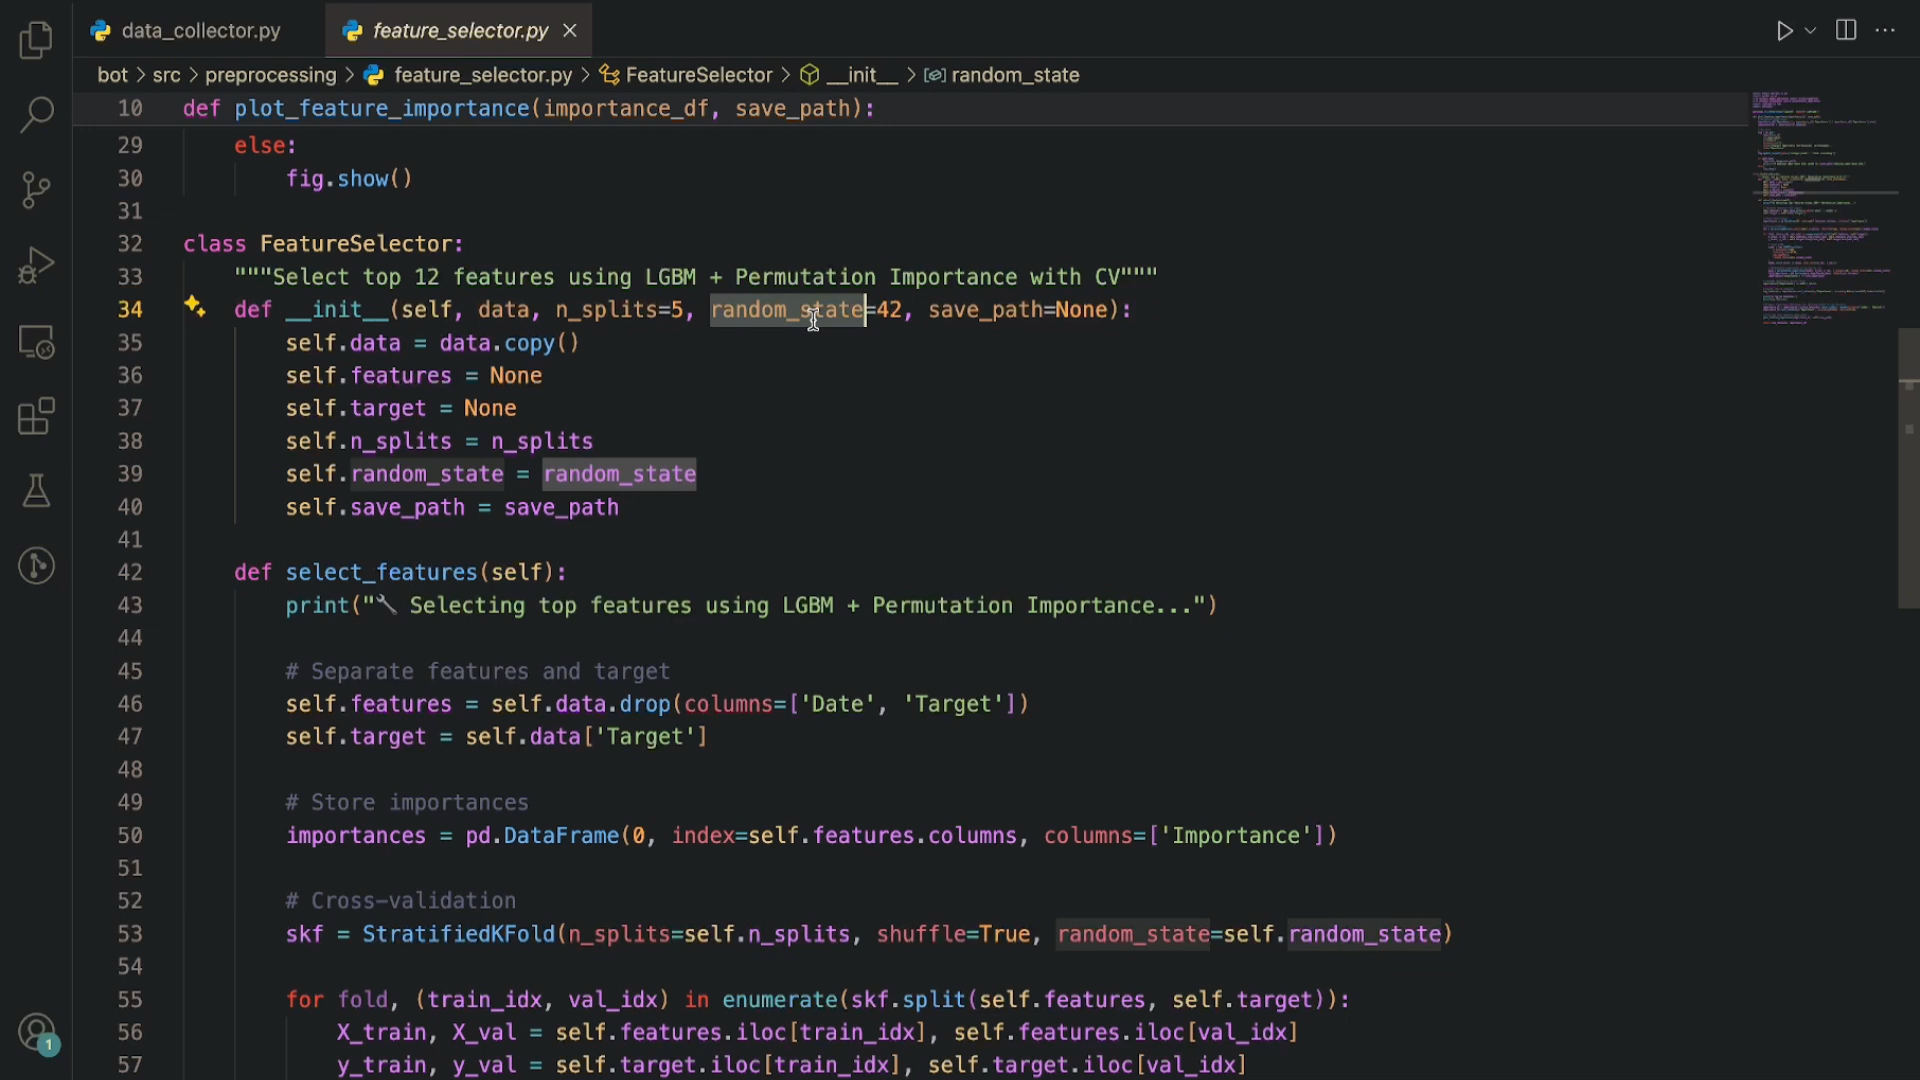 data_collector.py feature_selector.py
bot > src > preprocessing > feature_selector.py > FeatureSelector > __init__ > random_state
10 def plot_feature_importance(importance_df, save_path):
29 else:
30 fig.show()
31
32 class FeatureSelector:
33 """Select top 12 features using LGBM + Permutation Importance with CV"""
34 def __init__(self, data, n_splits=5, random_state=42, save_path=None):
35 self.data = data.copy()
36 self.features = None
37 self.target = None
38 self.n_splits = n_splits
39 self.random_state = random_state
40 self.save_path = save_path
41
42 def select_features(self):
43 print("🔧 Selecting top features using LGBM + Permutation Importance...")
44
45 # Separate features and target
46 self.features = self.data.drop(columns=['Date', 'Target'])
47 self.target = self.data['Target']
48
49 # Store importances
50 importances = pd.DataFrame(0, index=self.features.columns, columns=['Importance'])
51
52 # Cross-validation
53 skf = StratifiedKFold(n_splits=self.n_splits, shuffle=True, random_state=self.random_state)
54
55 for fold, (train_idx, val_idx) in enumerate(skf.split(self.features, self.target)):
56 X_train, X_val = self.features.iloc[train_idx], self.features.iloc[val_idx]
57 y_train, y_val = self.target.iloc[train_idx], self.target.iloc[val_idx]
1